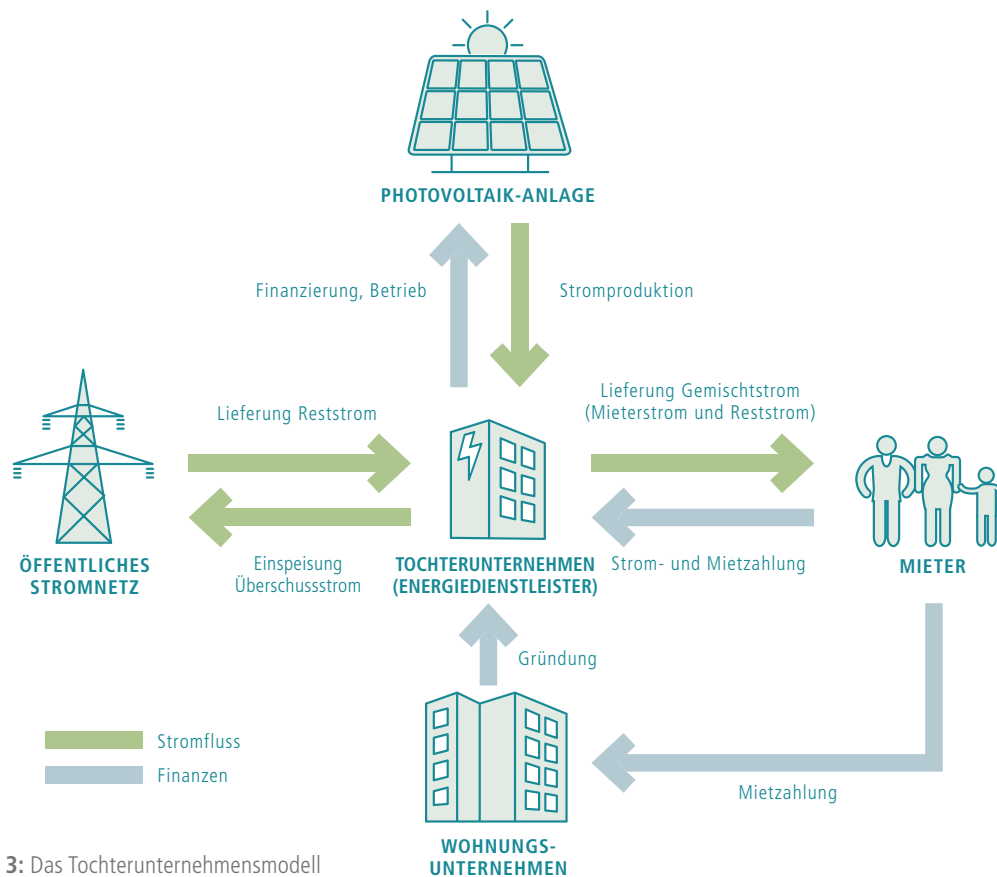 PHOTOVOLTAIK-ANLAGE
Finanzierung, Betrieb
Stromproduktion
Lieferung Reststrom
Lieferung Gemischtstrom
(Mieterstrom und Reststrom)
ÖFFENTLICHES
STROMNETZ
Einspeisung
Überschussstrom
TOCHTERUNTERNEHMEN
(ENERGIEDIENSTLEISTER)
Strom- und Mietzahlung
MIETER
Gründung
Stromfluss
Finanzen
Mietzahlung
WOHNUNGS-
UNTERNEHMEN
3: Das Tochterunternehmensmodell